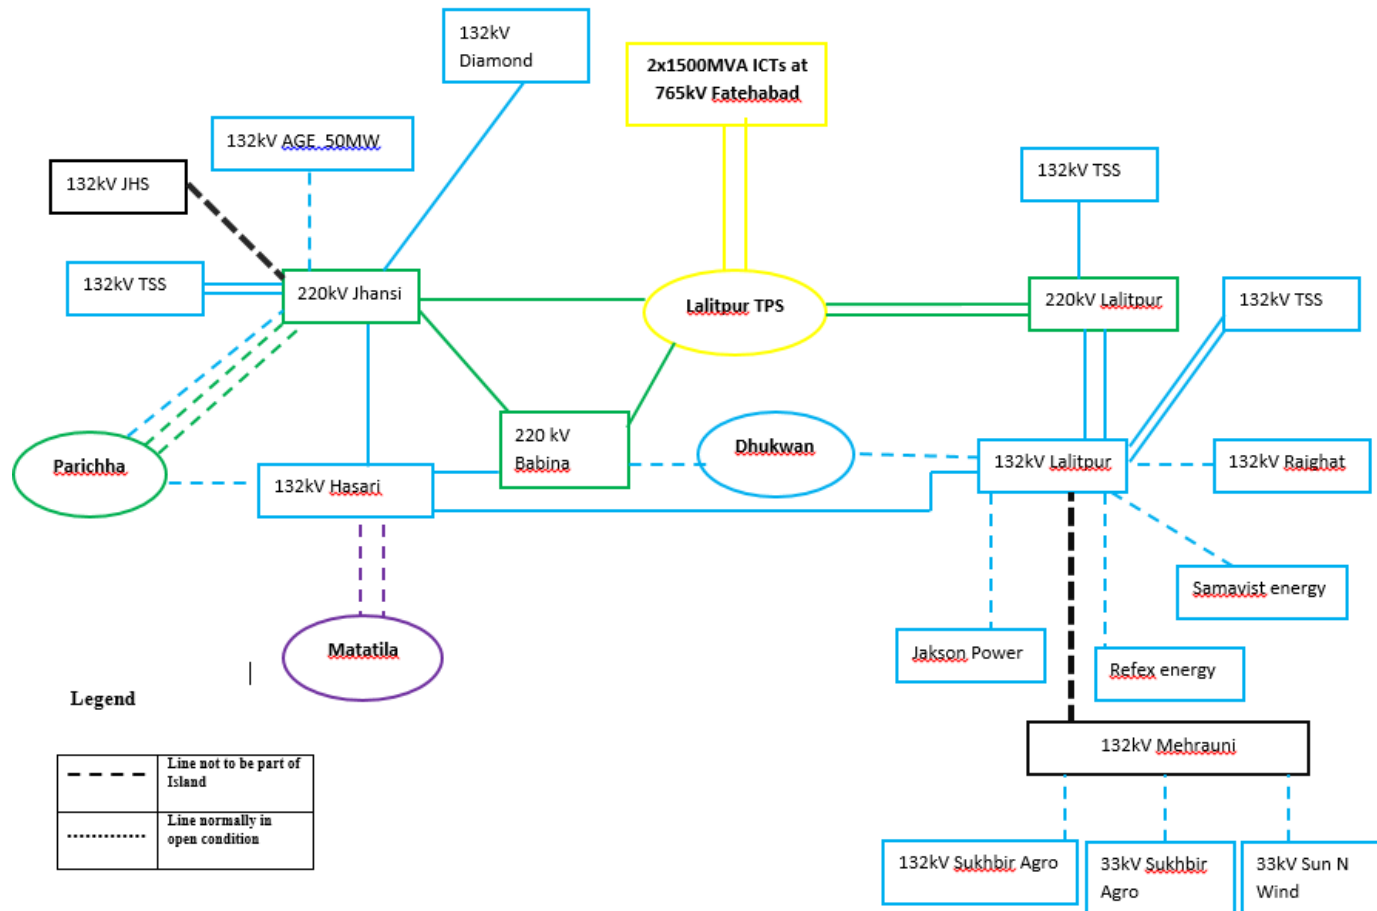 132kV
Diamond
2x1500MVA ICTs at
765kV Fatehabad
132kV AGE 50MW
132kV JHS
132kV TSS
132kV TSS
220kV Jhansi
Lalitpur TPS
220kV Lalitpur
132kV TSS
220 kV
Babina
Dhukwan
132kV Lalitpur
132kV Rajghat
Parichha
132kV Hasari
Samavist energy
Matatila
Jakson Power
Refex energy
Legend
Line not to be part of
Island
Line normally in
open condition
132kV Mehrauni
132kV Sukhbir Agro
33kV Sukhbir
Agro
33kV Sun N
Wind